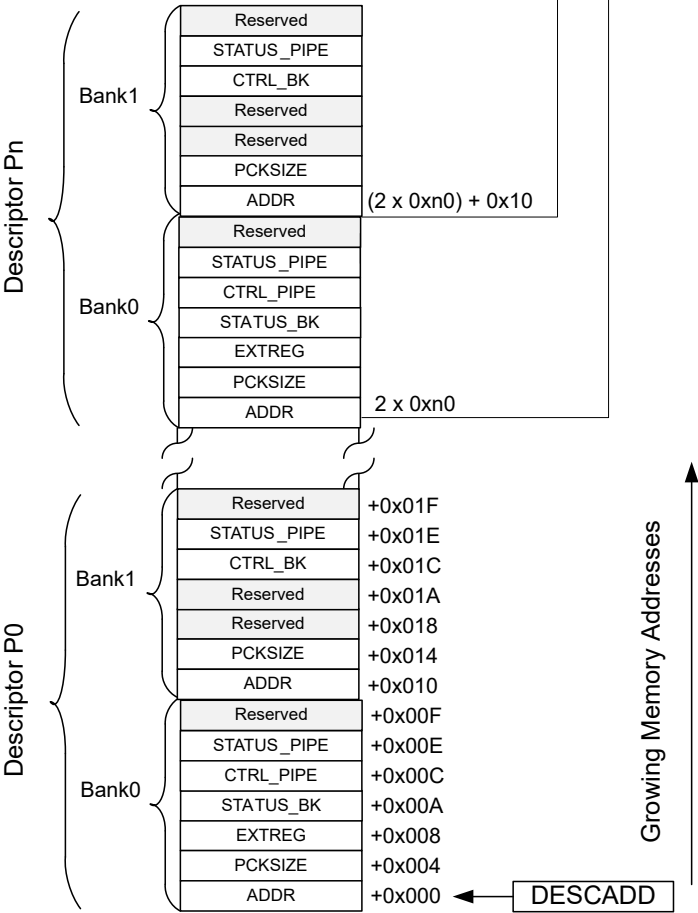 Descriptor Pn
Bank1
Reserved
STATUS_PIPE
CTRL_BK
Reserved
Reserved
PCKSIZE
ADDR (2 x 0xn0) + 0x10
Bank0
Reserved
STATUS_PIPE
CTRL_PIPE
STATUS_BK
EXTREG
PCKSIZE
ADDR 2 x 0xn0
Descriptor P0
Bank1
Reserved +0x01F
STATUS_PIPE +0x01E
CTRL_BK +0x01C
Reserved +0x01A
Reserved +0x018
PCKSIZE +0x014
ADDR +0x010
Bank0
Reserved +0x00F
STATUS_PIPE +0x00E
CTRL_PIPE +0x00C
STATUS_BK +0x00A
EXTREG +0x008
PCKSIZE +0x004
ADDR +0x000 DESCADD
Growing Memory Addresses